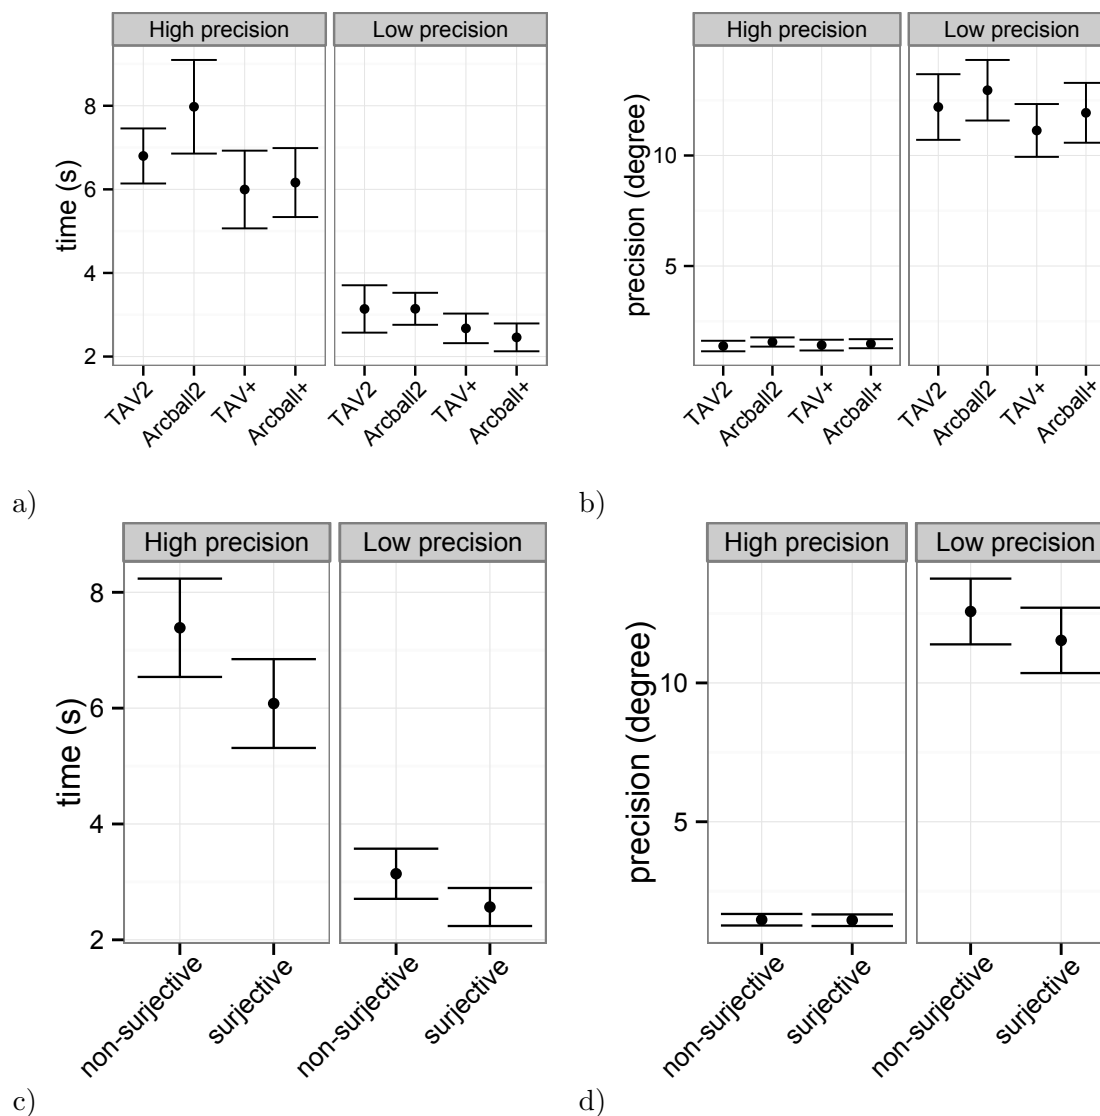 High precision Low precision
time (s)
8
6
4
2
TAV2 Arcball2 TAV+ Arcball+ TAV2 Arcball2 TAV+ Arcball+
a)
High precision Low precision
precision (degree)
10
5
TAV2 Arcball2 TAV+ Arcball+ TAV2 Arcball2 TAV+ Arcball+
b)
High precision Low precision
time (s)
8
6
4
2
non-surjective surjective non-surjective surjective
c)
High precision Low precision
precision (degree)
10
5
non-surjective surjective non-surjective surjective
d)